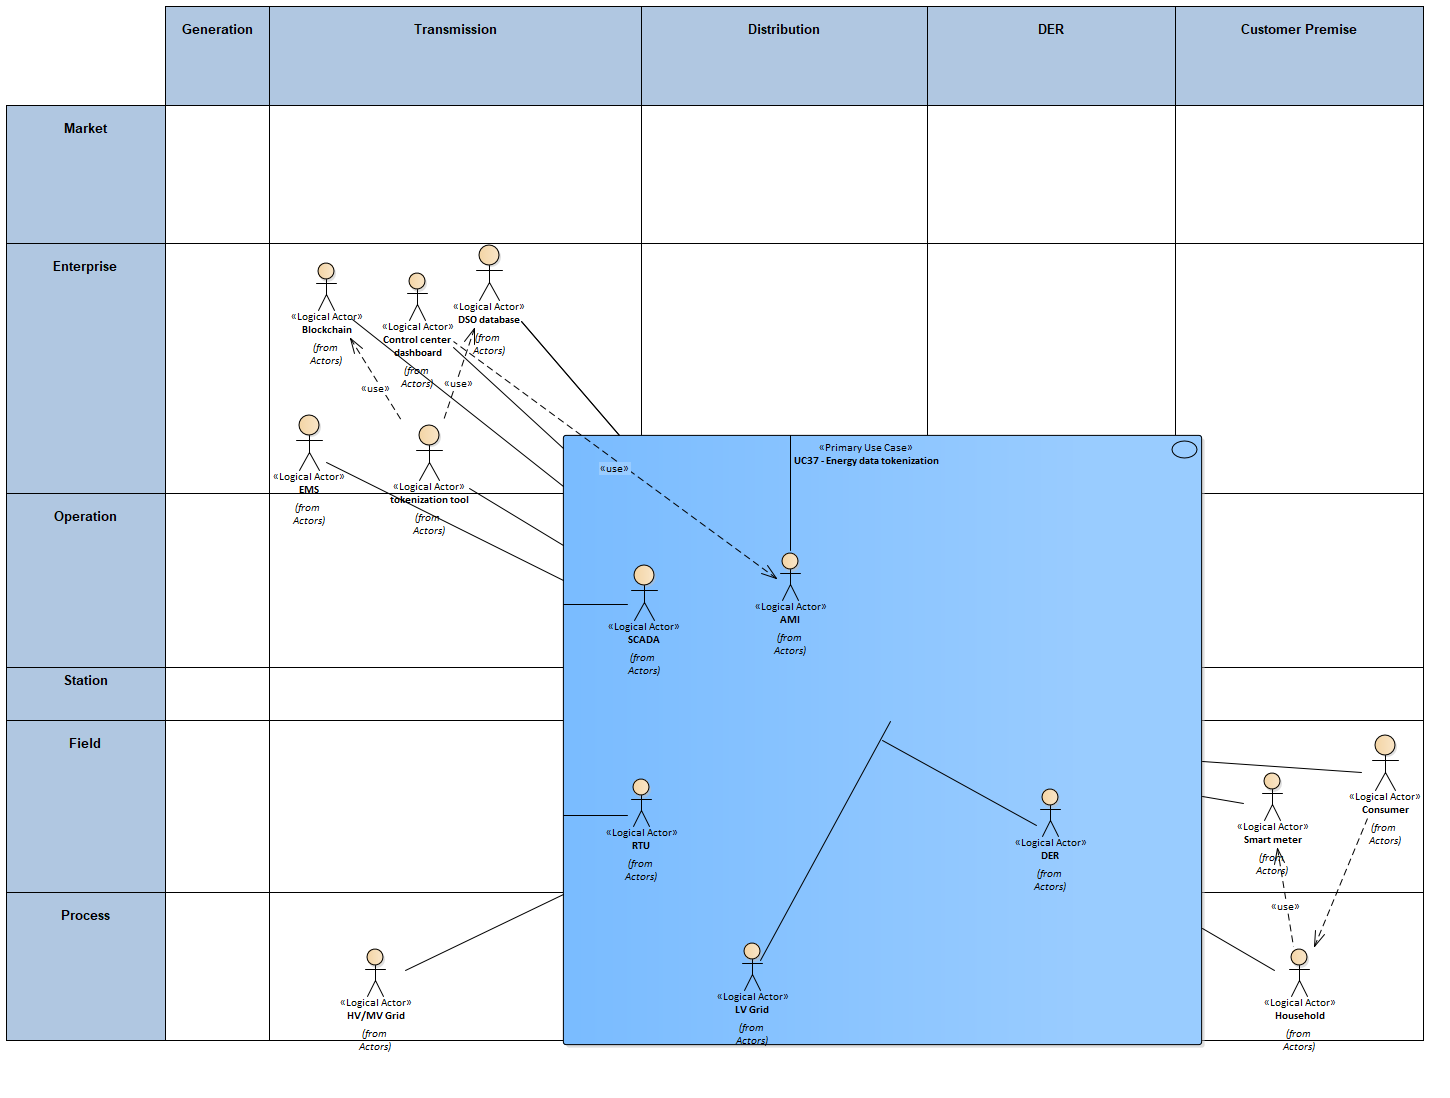 Generation
Transmission
Distribution
DER
Customer Premise
Market
Enterprise
«Logical Actor»
Blockchain
(from
Actors)
«Logical Actor»
Control center
dashboard
(from
Actors)
«Logical Actor»
DSO database
(from
Actors)
«use»
«use»
«Logical Actor»
EMS
(from
Actors)
«Logical Actor»
tokenization tool
(from
Actors)
«Primary Use Case»
UC37 - Energy data tokenization
«use»
Operation
«Logical Actor»
SCADA
(from
Actors)
«Logical Actor»
AMI
(from
Actors)
Station
Field
«Logical Actor»
RTU
(from
Actors)
«Logical Actor»
DER
(from
Actors)
«Logical Actor»
Smart meter
(from
Actors)
«Logical Actor»
Consumer
(from
Actors)
«use»
Process
«Logical Actor»
HV/MV Grid
(from
Actors)
«Logical Actor»
LV Grid
(from
Actors)
«Logical Actor»
Household
(from
Actors)